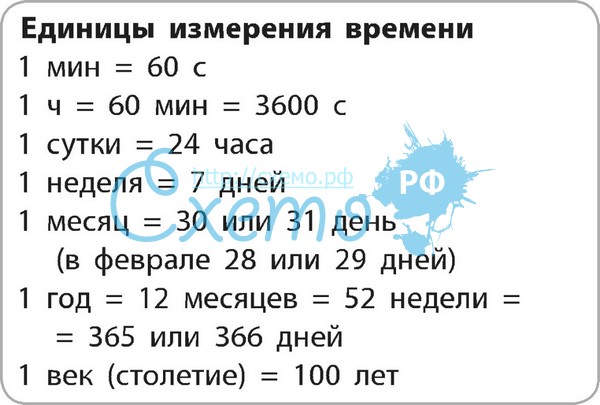 Единицы измерения времени
1 мин = 60 с
1 ч = 60 мин = 3600 с
1 сутки = 24 часа
1 неделя = 7 дней
http://схемо.рф
Схемо РФ
1 месяц = 30 или 31 день
(в феврале 28 или 29 дней)
1 год = 12 месяцев = 52 недели =
= 365 или 366 дней
1 век (столетие) = 100 лет